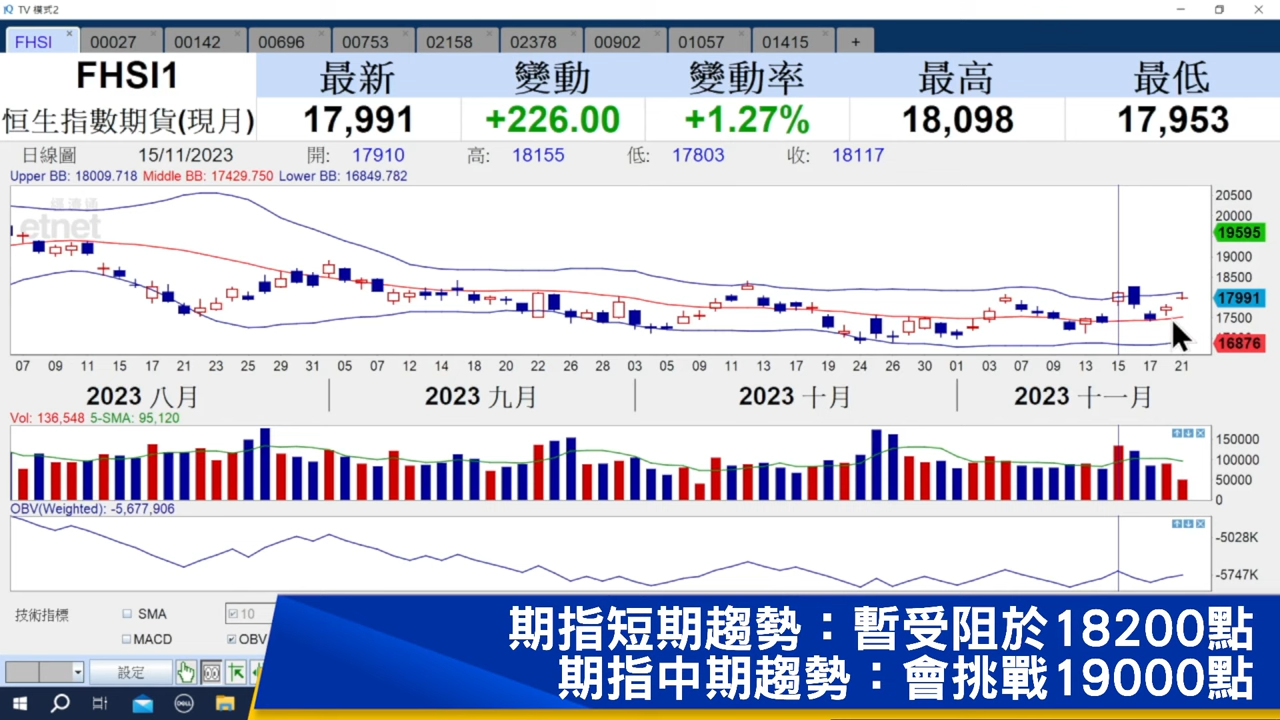 TV 模式2
FHSI 00027 00142 00696 00753 02158 02378 00902 01057 01415 +
FHSI1 最新 變動 變動率 最高 最低
恒生指數期貨(現月) 17,991 +226.00 +1.27% 18,098 17,953
日線圖 15/11/2023 開: 17910 高: 18155 低: 17803 收: 18117
Upper BB: 18009.718 Middle BB: 17429.750 Lower BB: 16849.782
經濟通
etnet
20500
20000
19595
19000
18500
17991
17500
16876
07 09 11 15 17 21 23 25 29 31 05 07 12 14 18 20 22 26 28 03 05 09 11 13 17 19 24 26 30 01 03 07 09 13 15 17 21
2023 八月 2023 九月 2023 十月 2023 十一月
Vol: 136,548 5-SMA: 95,120
150000
100000
50000
0
OBV(Weighted): -5,677,906
-5028K
-5747K
技術指標 SMA 10
MACD OBV
設定
期指短期趨勢：暫受阻於18200點
期指中期趨勢：會挑戰19000點
DELL